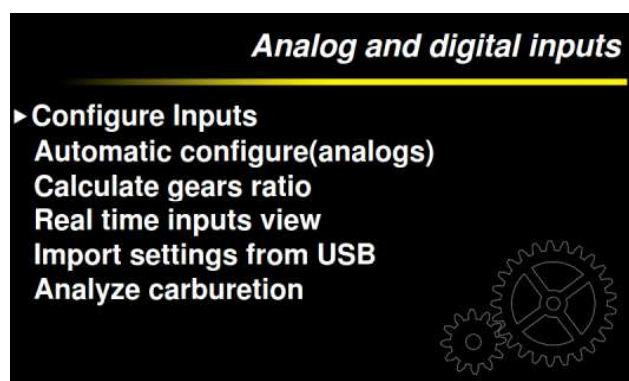 Analog and digital inputs
Configure Inputs
Automatic configure(analogs)
Calculate gears ratio
Real time inputs view
Import settings from USB
Analyze carburetion